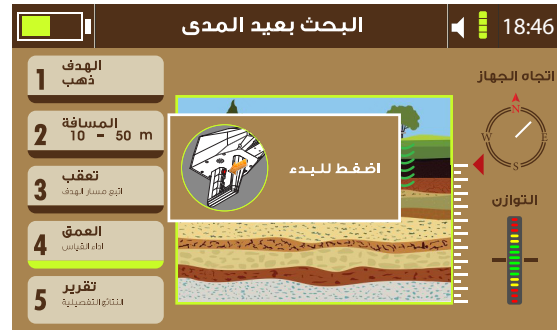 البحث بعيد المدى
18:46
1
الهدف
ذهب
2
المسافة
10 - 50 m
3
تعقب
اتبع مسار الهدف
4
العمق
اداء القياس
5
تقرير
النتائج التفصيلية
اضغط للبدء
اتجاه الجهاز
N
W
E
S
التوازن